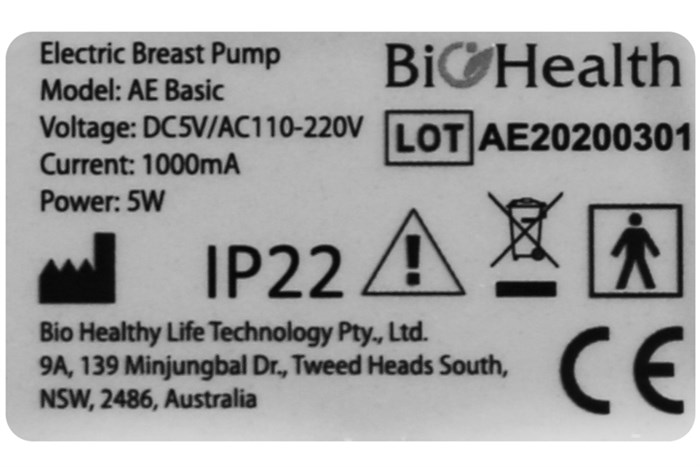 Electric Breast Pump
Model: AE Basic
Voltage: DC5V/AC110-220V
Current: 1000mA
Power: 5W
BioHealth
LOT AE20200301
IP22
!
Bio Healthy Life Technology Pty., Ltd.
9A, 139 Minjungbal Dr., Tweed Heads South,
NSW, 2486, Australia
CE